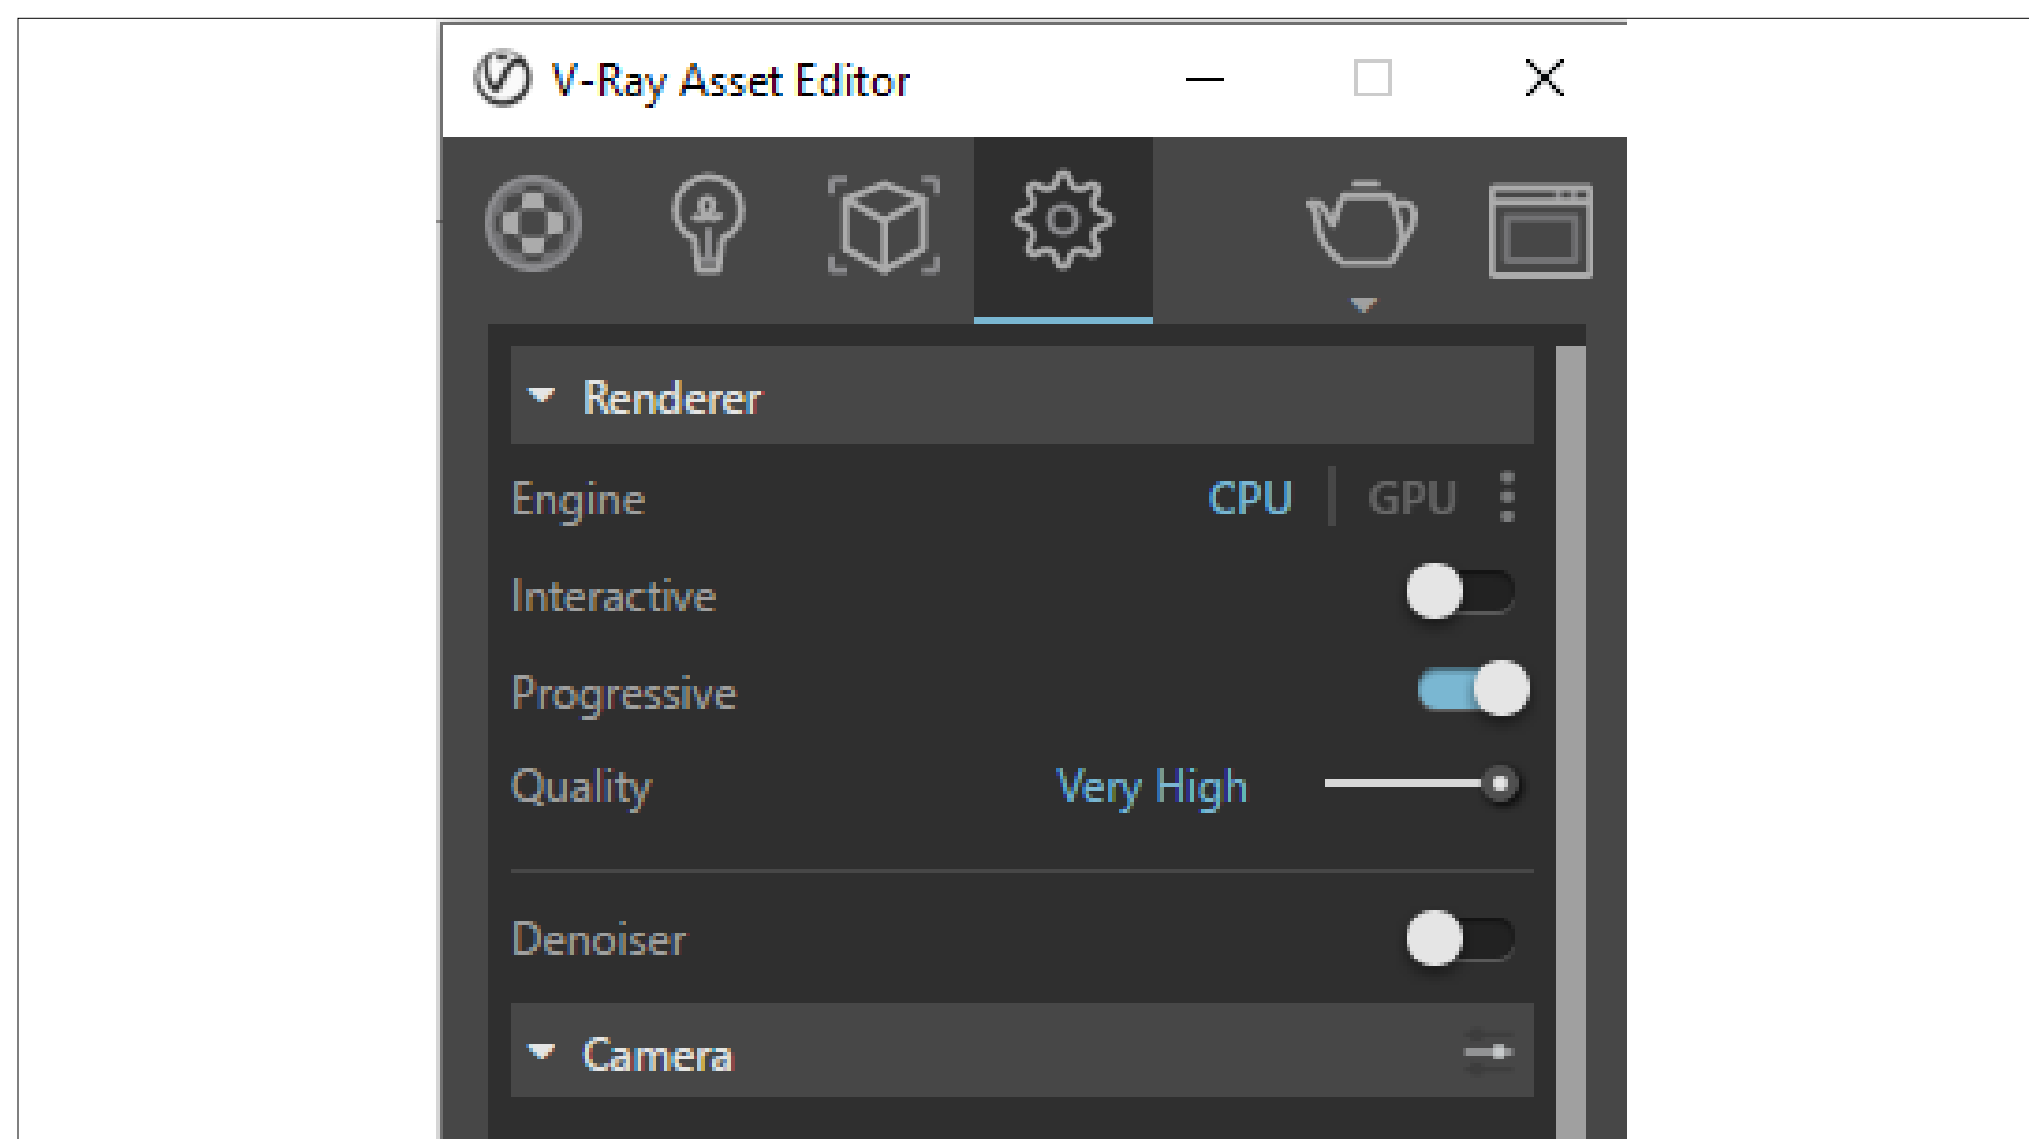 V-Ray Asset Editor
Renderer
Engine CPU GPU
Interactive
Progressive
Quality Very High
Denoiser
Camera